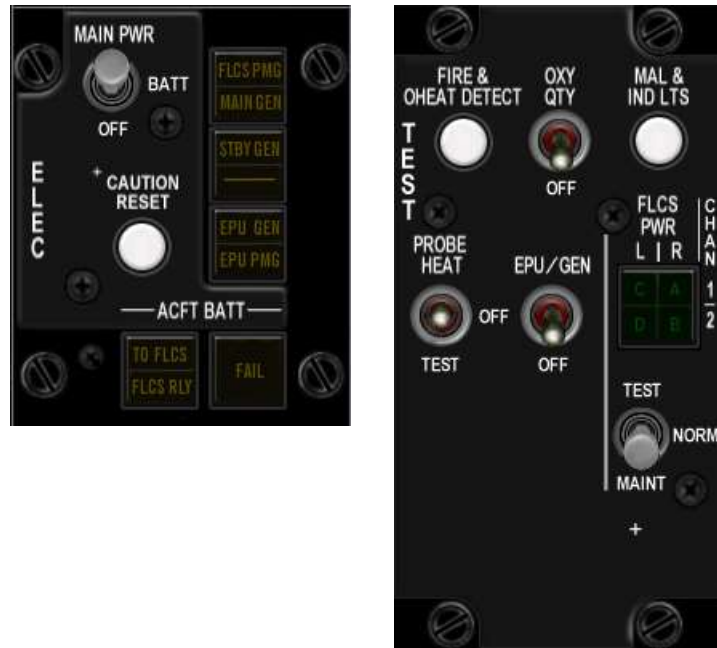 MAIN PWR
BATT
OFF
ELEC
CAUTION
RESET
FLCS PMG
MAIN GEN
STBY GEN
EPU GEN
EPU PMG
ACFT BATT
TO FLCS
FLCS RLY
FAIL
TEST
FIRE &
OHEAT DETECT
OXY
QTY
OFF
MAL &
IND LTS
PROBE
HEAT
OFF
TEST
EPU/GEN
OFF
FLCS
PWR
L | R
CHAN
C A
D B
1
2
TEST
NORM
MAINT